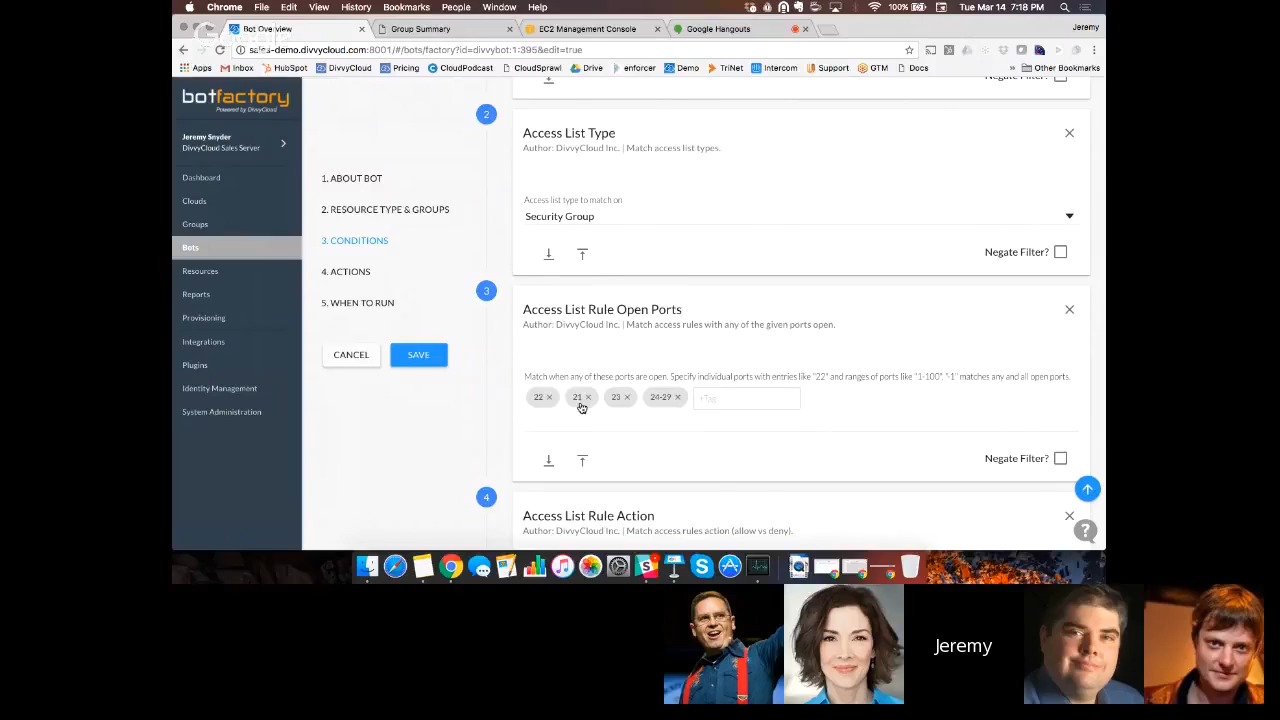 Chrome File Edit View History Bookmarks People Window Help
100% Tue Mar 14 7:18 PM
Bot Overview
Group Summary
EC2 Management Console
Google Hangouts
Jeremy
sales-demo.divvycloud.com:8001/#/bots/factory?id=divvybot:1:395&edit=true
Apps Inbox HubSpot DivvyCloud Pricing CloudPodcast CloudSprawl Drive enforcer Demo TriNet Intercom Support GTM Docs » Other Bookmarks
botfactory
Powered by DivvyCloud
Jeremy Snyder
DivvyCloud Sales Server
Dashboard
Clouds
Groups
Bots
Resources
Reports
Provisioning
Integrations
Plugins
Identity Management
System Administration
1. ABOUT BOT
2. RESOURCE TYPE & GROUPS
3. CONDITIONS
4. ACTIONS
5. WHEN TO RUN
CANCEL
SAVE
Negate Filter?
2
Access List Type
Author: DivvyCloud Inc. | Match access list types.
Access list type to match on
Security Group
Negate Filter?
3
Access List Rule Open Ports
Author: DivvyCloud Inc. | Match access rules with any of the given ports open.
Match when any of these ports are open. Specify individual ports with entries like "22" and ranges of ports like "1-100". "-1" matches any and all open ports.
22 × 21 × 23 × 24-29 × +Tag
Negate Filter?
4
Access List Rule Action
Author: DivvyCloud Inc. | Match access rules action (allow vs deny).
?
Jeremy